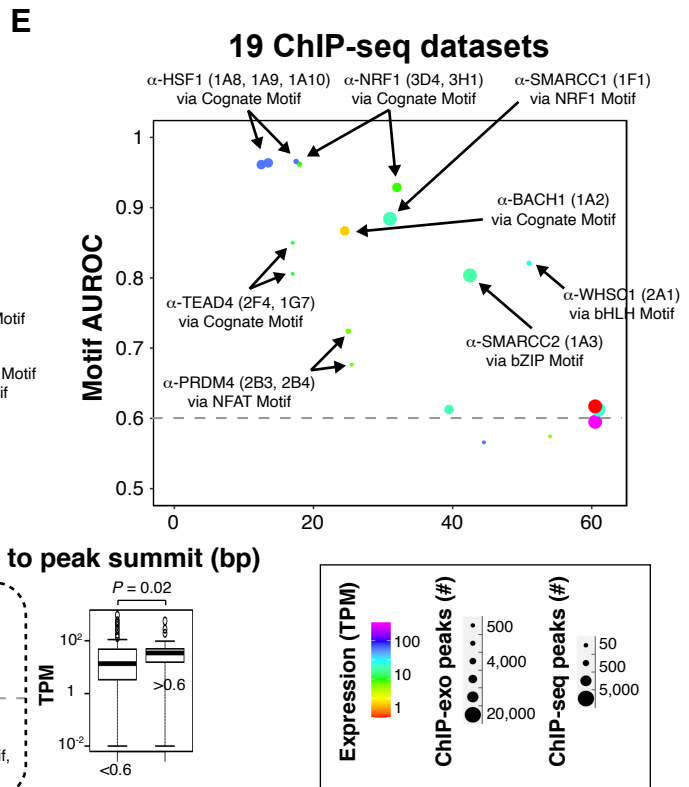 E
19 ChIP-seq datasets
α-HSF1 (1A8, 1A9, 1A10)
via Cognate Motif
α-NRF1 (3D4, 3H1)
via Cognate Motif
α-SMARCC1 (1F1)
via NRF1 Motif
α-BACH1 (1A2)
via Cognate Motif
α-TEAD4 (2F4, 1G7)
via Cognate Motif
α-WHSC1 (2A1)
via bHLH Motif
α-SMARCC2 (1A3)
via bZIP Motif
α-PRDM4 (2B3, 2B4)
via NFAT Motif
Motif AUROC
1
0.9
0.8
0.7
0.6
0.5
0
20
40
60
Motif
Motif
if
to peak summit (bp)
P = 0.02
TPM
10²
1
10⁻²
>0.6
<0.6
if,
Expression (TPM)
100
10
1
ChIP-exo peaks (#)
500
4,000
20,000
ChIP-seq peaks (#)
50
500
5,000